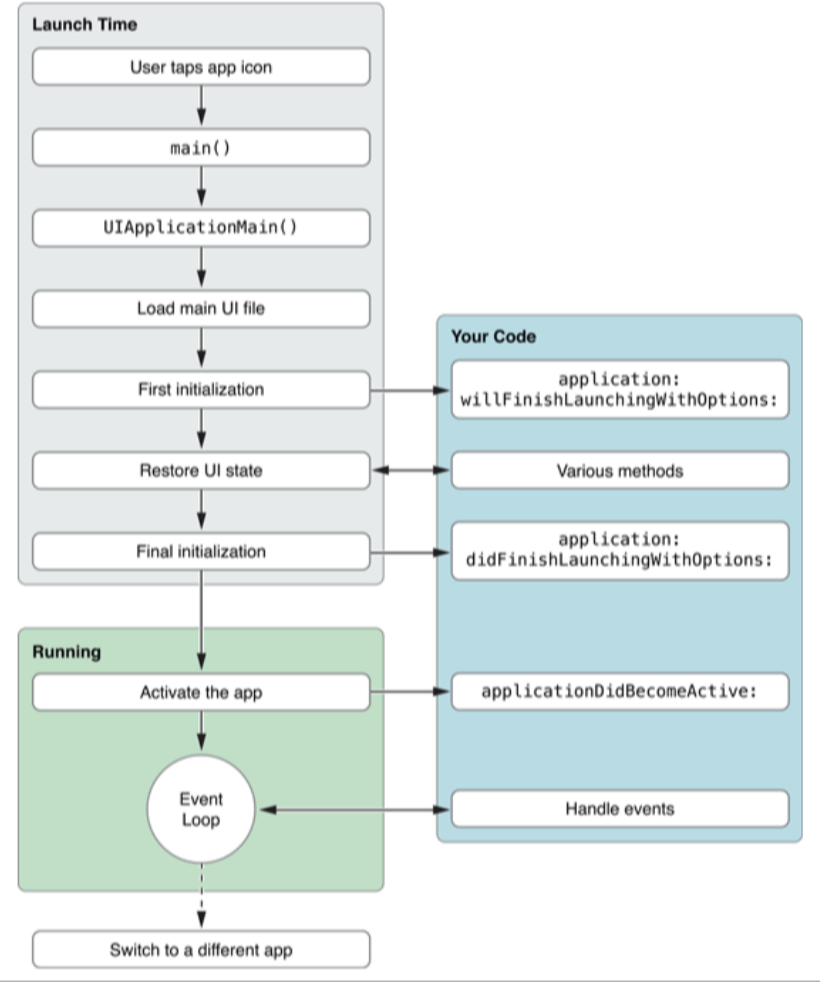 Launch Time
User taps app icon
main()
UIApplicationMain()
Load main UI file
First initialization
Restore UI state
Final initialization
Your Code
application:
willFinishLaunchingWithOptions:
Various methods
application:
didFinishLaunchingWithOptions:
applicationDidBecomeActive:
Handle events
Running
Activate the app
Event
Loop
Switch to a different app